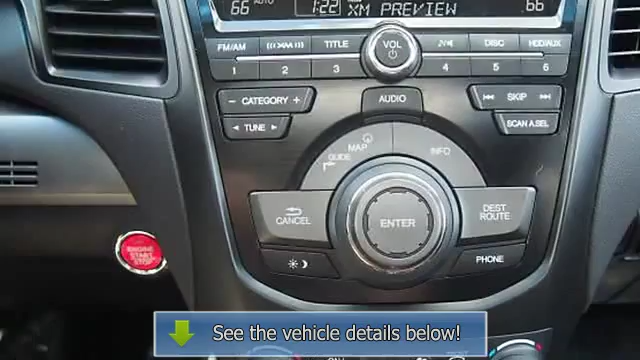 66 AUTO 1:22 XM PREVIEW .66
FM/AM XM TITLE VOL DISC HDD/AUX
1 2 3 4 5 6
− CATEGORY + AUDIO SKIP
TUNE SCAN A.SEL
MAP INFO
GUIDE
CANCEL ENTER DEST ROUTE
PHONE
ENGINE START STOP
See the vehicle details below!